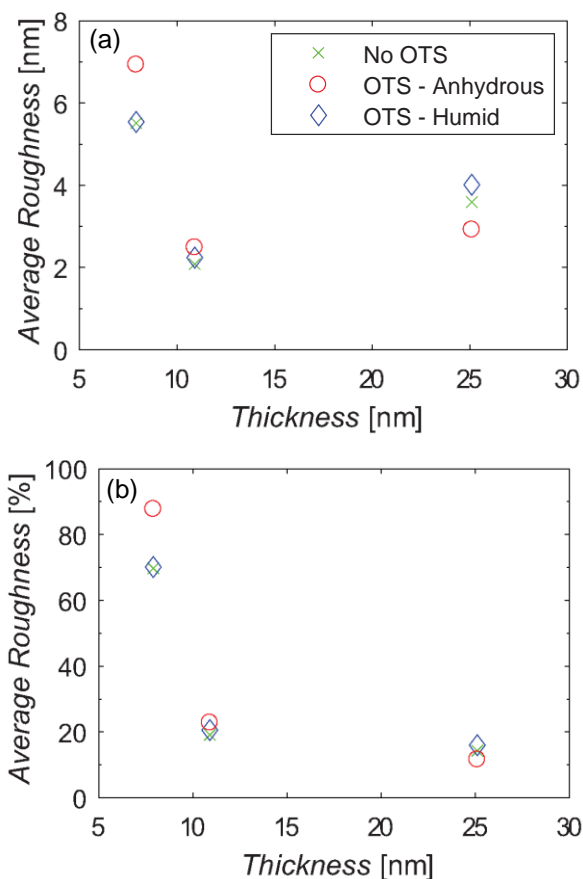 (a)
No OTS
OTS - Anhydrous
OTS - Humid
8
6
4
2
0
Average Roughness [nm]
5 10 15 20 25 30
Thickness [nm]
(b)
100
80
60
40
20
0
Average Roughness [%]
5 10 15 20 25 30
Thickness [nm]